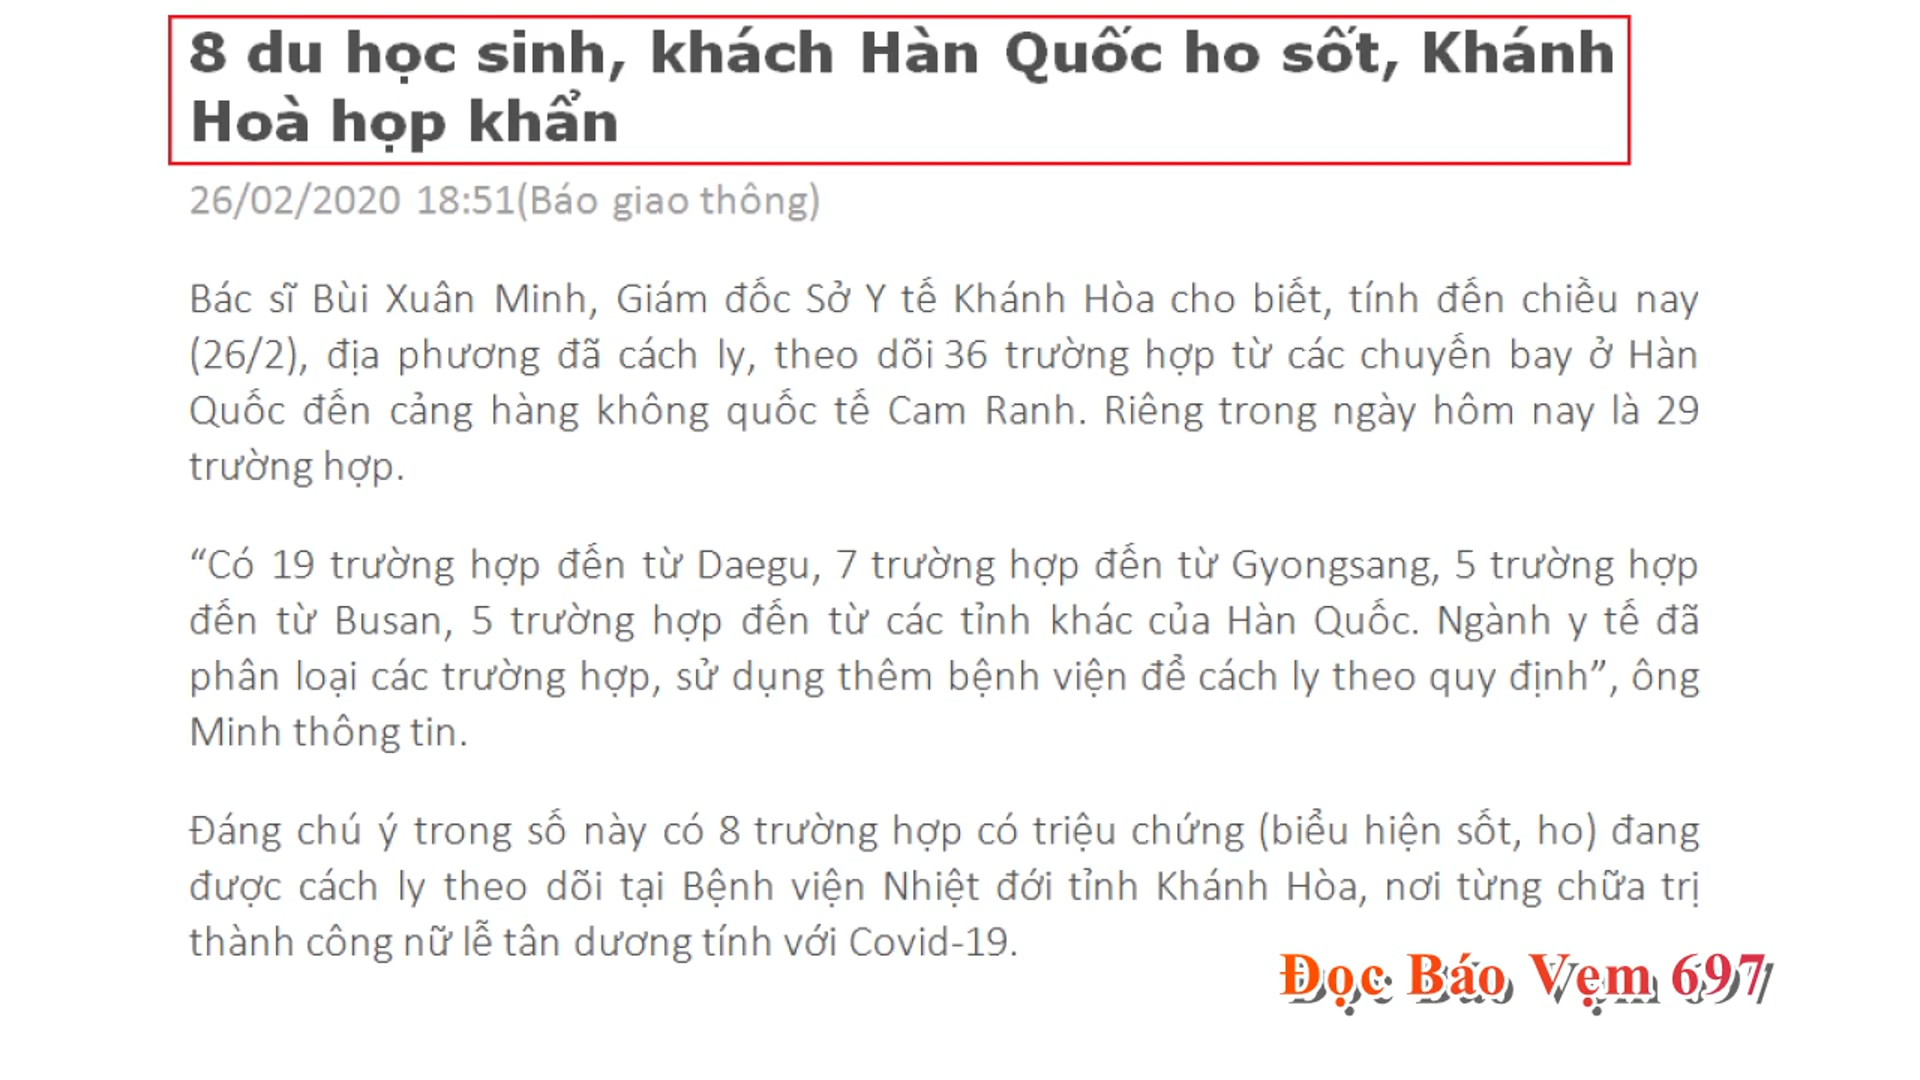 8 du học sinh, khách Hàn Quốc ho sốt, Khánh
Hoà họp khẩn
26/02/2020 18:51(Báo giao thông)
Bác sĩ Bùi Xuân Minh, Giám đốc Sở Y tế Khánh Hòa cho biết, tính đến chiều nay
(26/2), địa phương đã cách ly, theo dõi 36 trường hợp từ các chuyến bay ở Hàn
Quốc đến cảng hàng không quốc tế Cam Ranh. Riêng trong ngày hôm nay là 29
trường hợp.
“Có 19 trường hợp đến từ Daegu, 7 trường hợp đến từ Gyongsang, 5 trường hợp
đến từ Busan, 5 trường hợp đến từ các tỉnh khác của Hàn Quốc. Ngành y tế đã
phân loại các trường hợp, sử dụng thêm bệnh viện để cách ly theo quy định”, ông
Minh thông tin.
Đáng chú ý trong số này có 8 trường hợp có triệu chứng (biểu hiện sốt, ho) đang
được cách ly theo dõi tại Bệnh viện Nhiệt đới tỉnh Khánh Hòa, nơi từng chữa trị
thành công nữ lễ tân dương tính với Covid-19.
Đọc Báo Vẹm 697